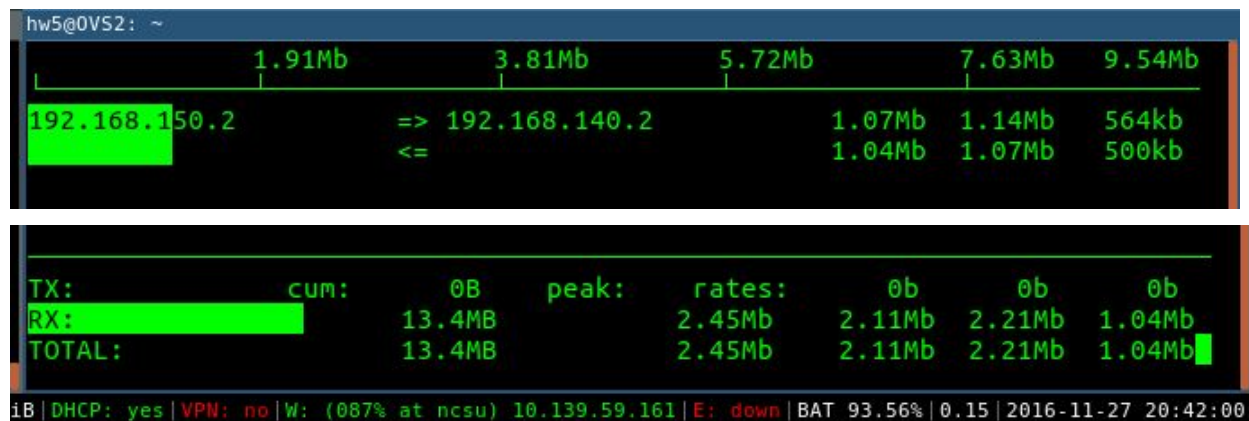 hw5@OVS2: ~
1.91Mb 3.81Mb 5.72Mb 7.63Mb 9.54Mb
192.168.150.2 => 192.168.140.2 1.07Mb 1.14Mb 564kb
<= 1.04Mb 1.07Mb 500kb
TX: cum: 0B peak: rates: 0b 0b 0b
RX: 13.4MB 2.45Mb 2.11Mb 2.21Mb 1.04Mb
TOTAL: 13.4MB 2.45Mb 2.11Mb 2.21Mb 1.04Mb
iB|DHCP: yes|VPN: no|W: (087% at ncsu) 10.139.59.161|E: down|BAT 93.56%|0.15|2016-11-27 20:42:00